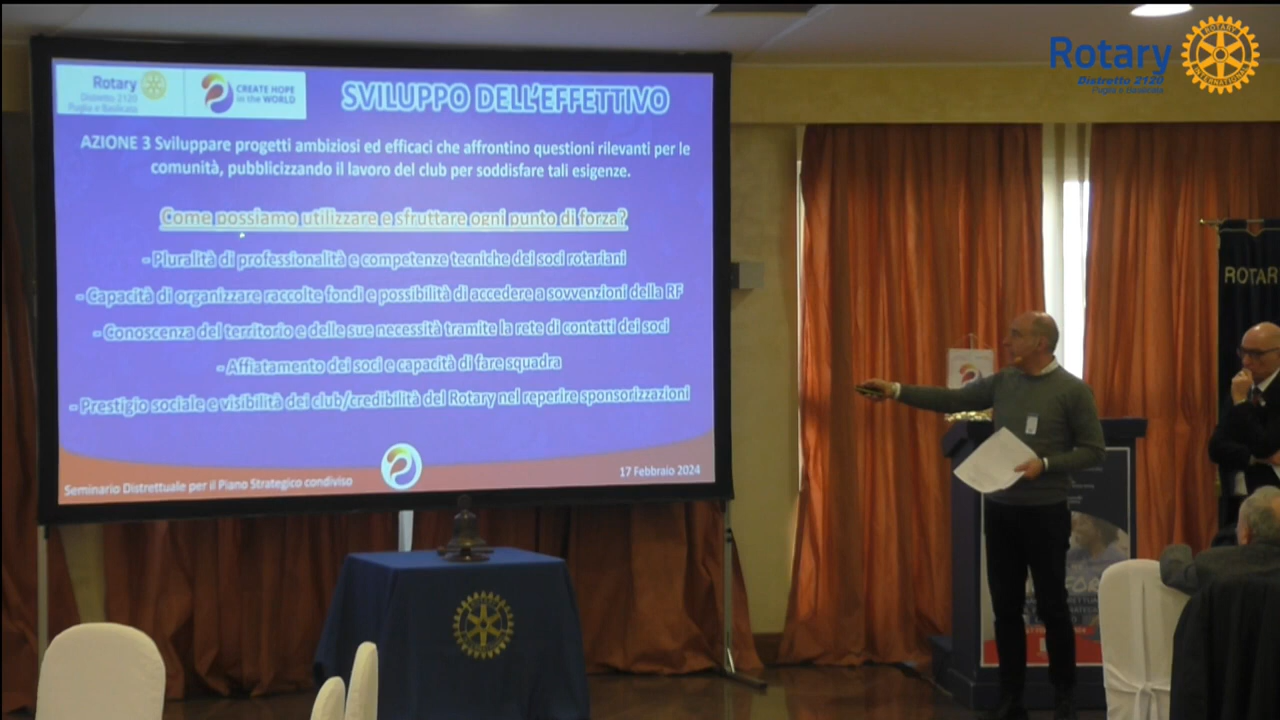 Rotary
Distretto 2120
Puglia e Basilicata
ROTARY
INTERNATIONAL
Rotary
Distretto 2120
Puglia e Basilicata
CREATE HOPE
in the WORLD
SVILUPPO DELL'EFFETTIVO
AZIONE 3 Sviluppare progetti ambiziosi ed efficaci che affrontino questioni rilevanti per le
comunità, pubblicizzando il lavoro del club per soddisfare tali esigenze.
Come possiamo utilizzare e sfruttare ogni punto di forza?
- Pluralità di professionalità e competenze tecniche dei soci rotariani
- Capacità di organizzare raccolte fondi e possibilità di accedere a sovvenzioni della RF
- Conoscenza del territorio e delle sue necessità tramite la rete di contatti dei soci
- Affiatamento dei soci e capacità di fare squadra
- Prestigio sociale e visibilità dei club/credibilità del Rotary nel reperire sponsorizzazioni
Seminario Distrettuale per il Piano Strategico condiviso
17 Febbraio 2024
ROTAR